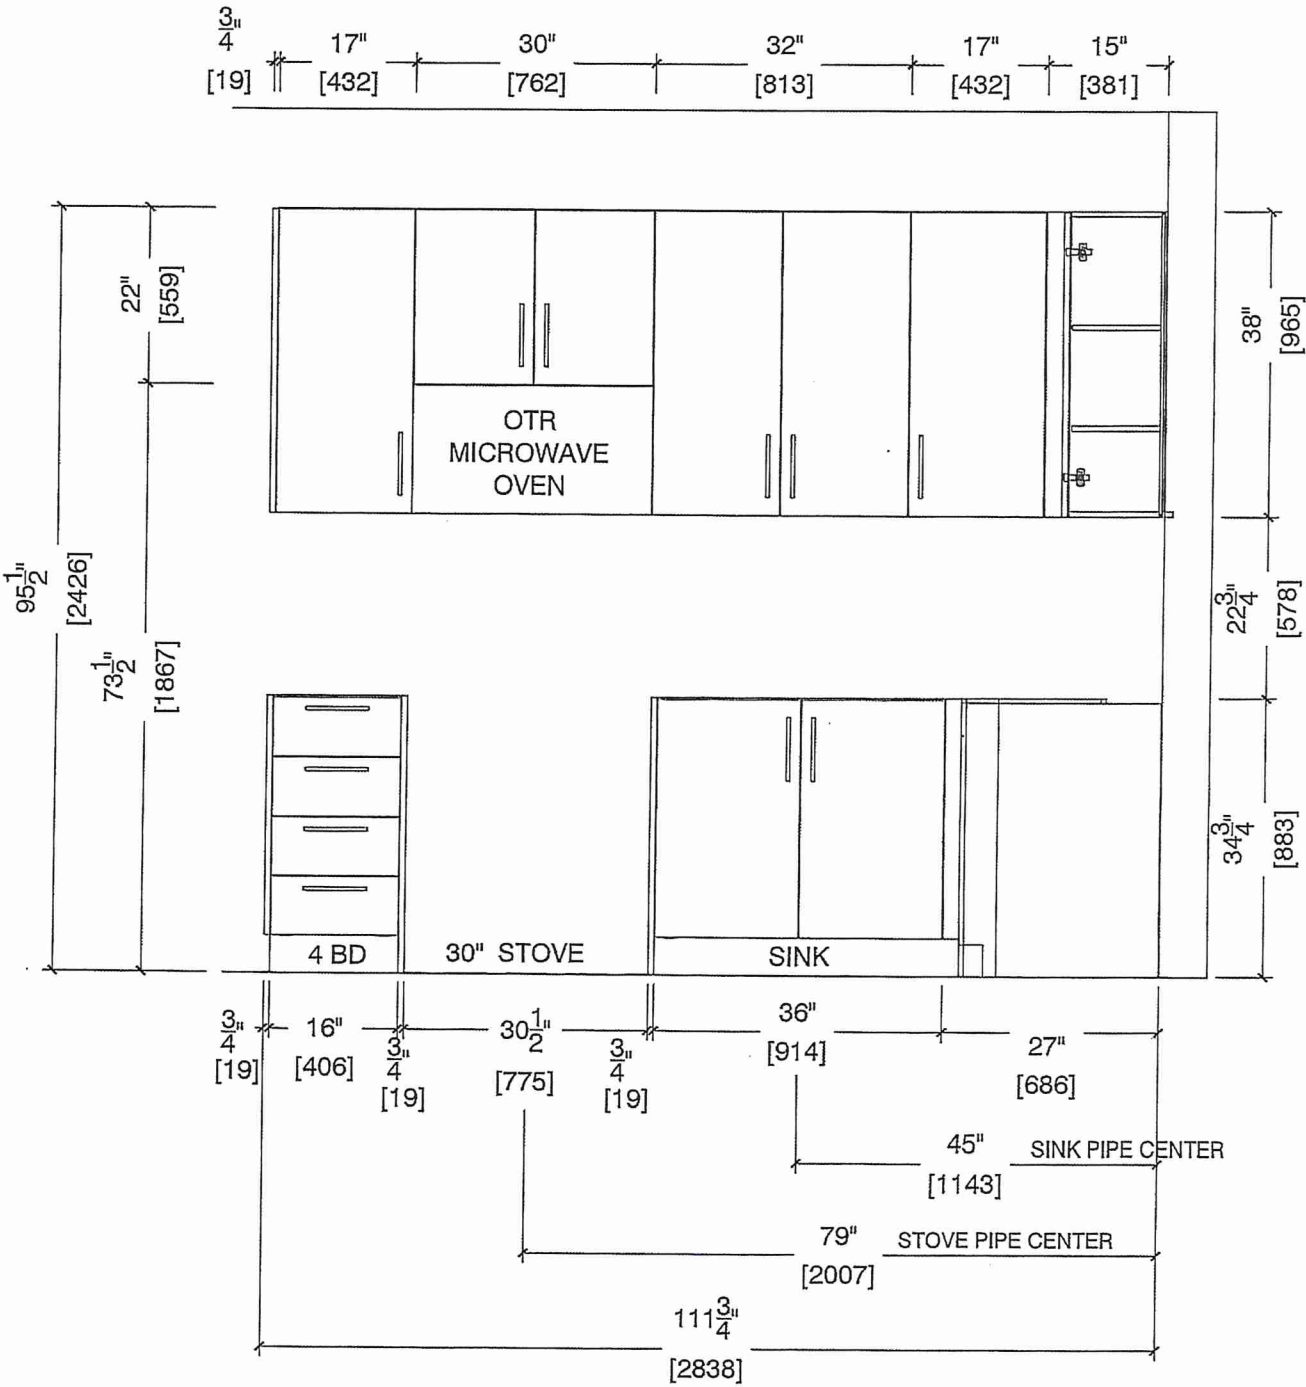 3/4" 17" 30" 32" 17" 15"
[19] [432] [762] [813] [432] [381]
22"
[559]
38"
[965]
OTR
MICROWAVE
OVEN
95 1/2"
[2426]
73 1/2"
[1867]
22 3/4"
[578]
34 3/4"
[883]
4 BD 30" STOVE SINK
3/4" 16" 3/4" 30 1/2" 3/4" 36" 27"
[19] [406] [19] [775] [19] [914] [686]
45" SINK PIPE CENTER
[1143]
79" STOVE PIPE CENTER
[2007]
111 3/4"
[2838]